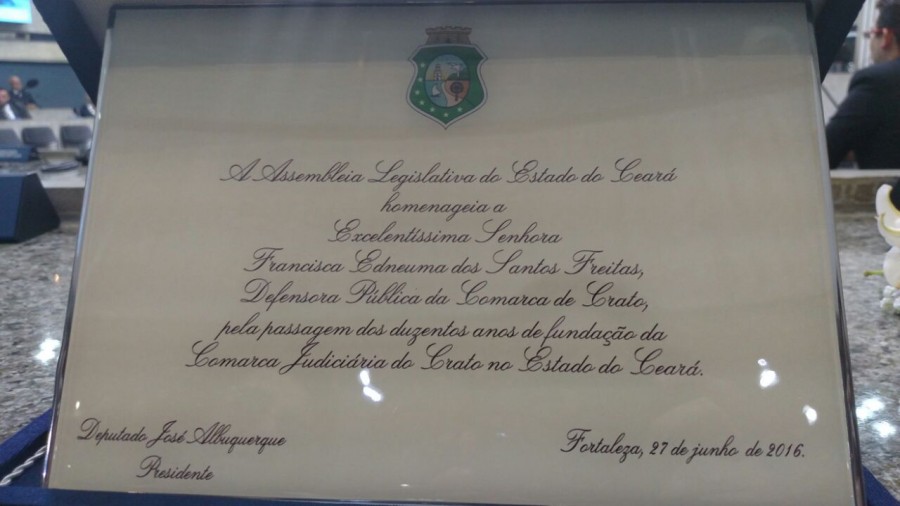 A Assembleia Legislativa do Estado do Ceará
homenageia a
Excelentíssima Senhora
Francisca Edneuma dos Santos Freitas,
Defensora Pública da Comarca de Crato,
pela passagem dos duzentos anos de fundação da
Comarca Judiciária do Crato no Estado do Ceará.
Deputado José Albuquerque
Presidente
Fortaleza, 27 de junho de 2016.